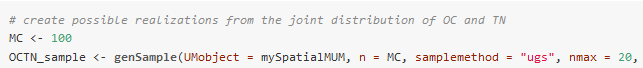 # create possible realizations from the joint distribution of OC and TN
MC <- 100
OCTN_sample <- genSample(UMobject = mySpatialMUM, n = MC, samplemethod = "ugs", nmax = 20,